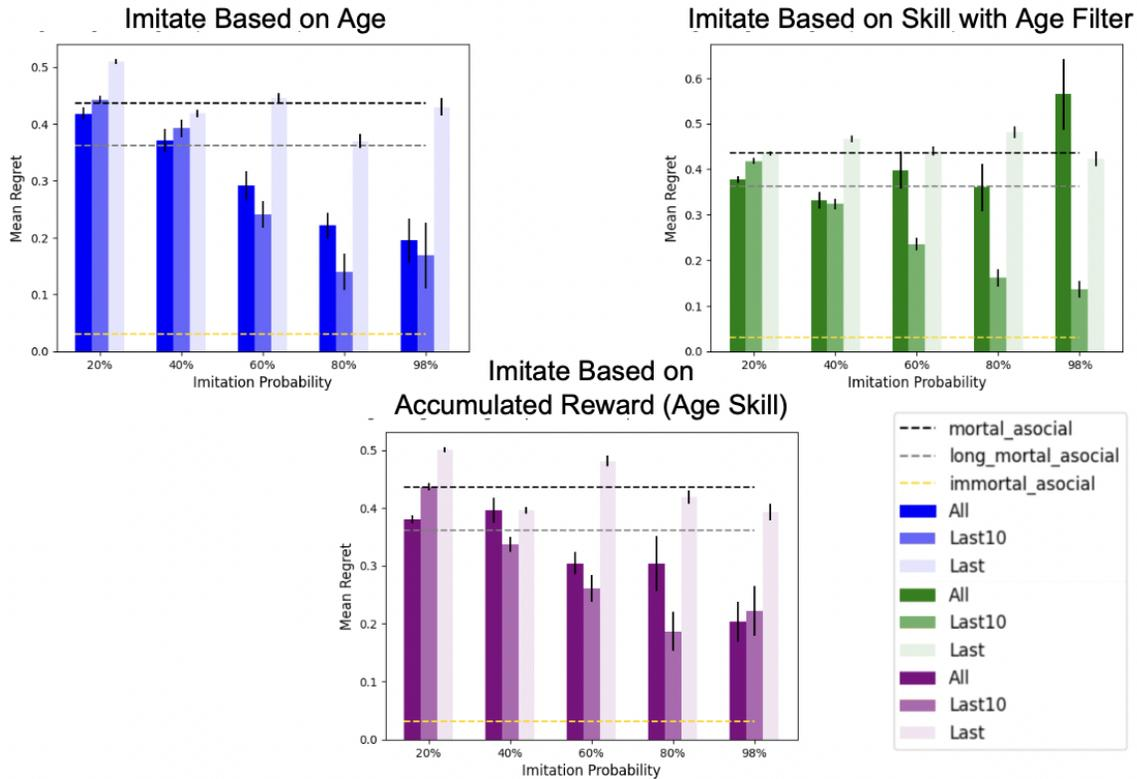 Imitate Based on Age
Mean Regret
0.5
0.4
0.3
0.2
0.1
0.0
20% 40% 60% 80% 98%
Imitation Probability
Imitate Based on Skill with Age Filter
Mean Regret
0.6
0.5
0.4
0.3
0.2
0.1
0.0
20% 40% 60% 80% 98%
Imitation Probability
Imitate Based on
Accumulated Reward (Age Skill)
Mean Regret
0.5
0.4
0.3
0.2
0.1
0.0
20% 40% 60% 80% 98%
Imitation Probability
mortal_asocial
long_mortal_asocial
immortal_asocial
All
Last10
Last
All
Last10
Last
All
Last10
Last